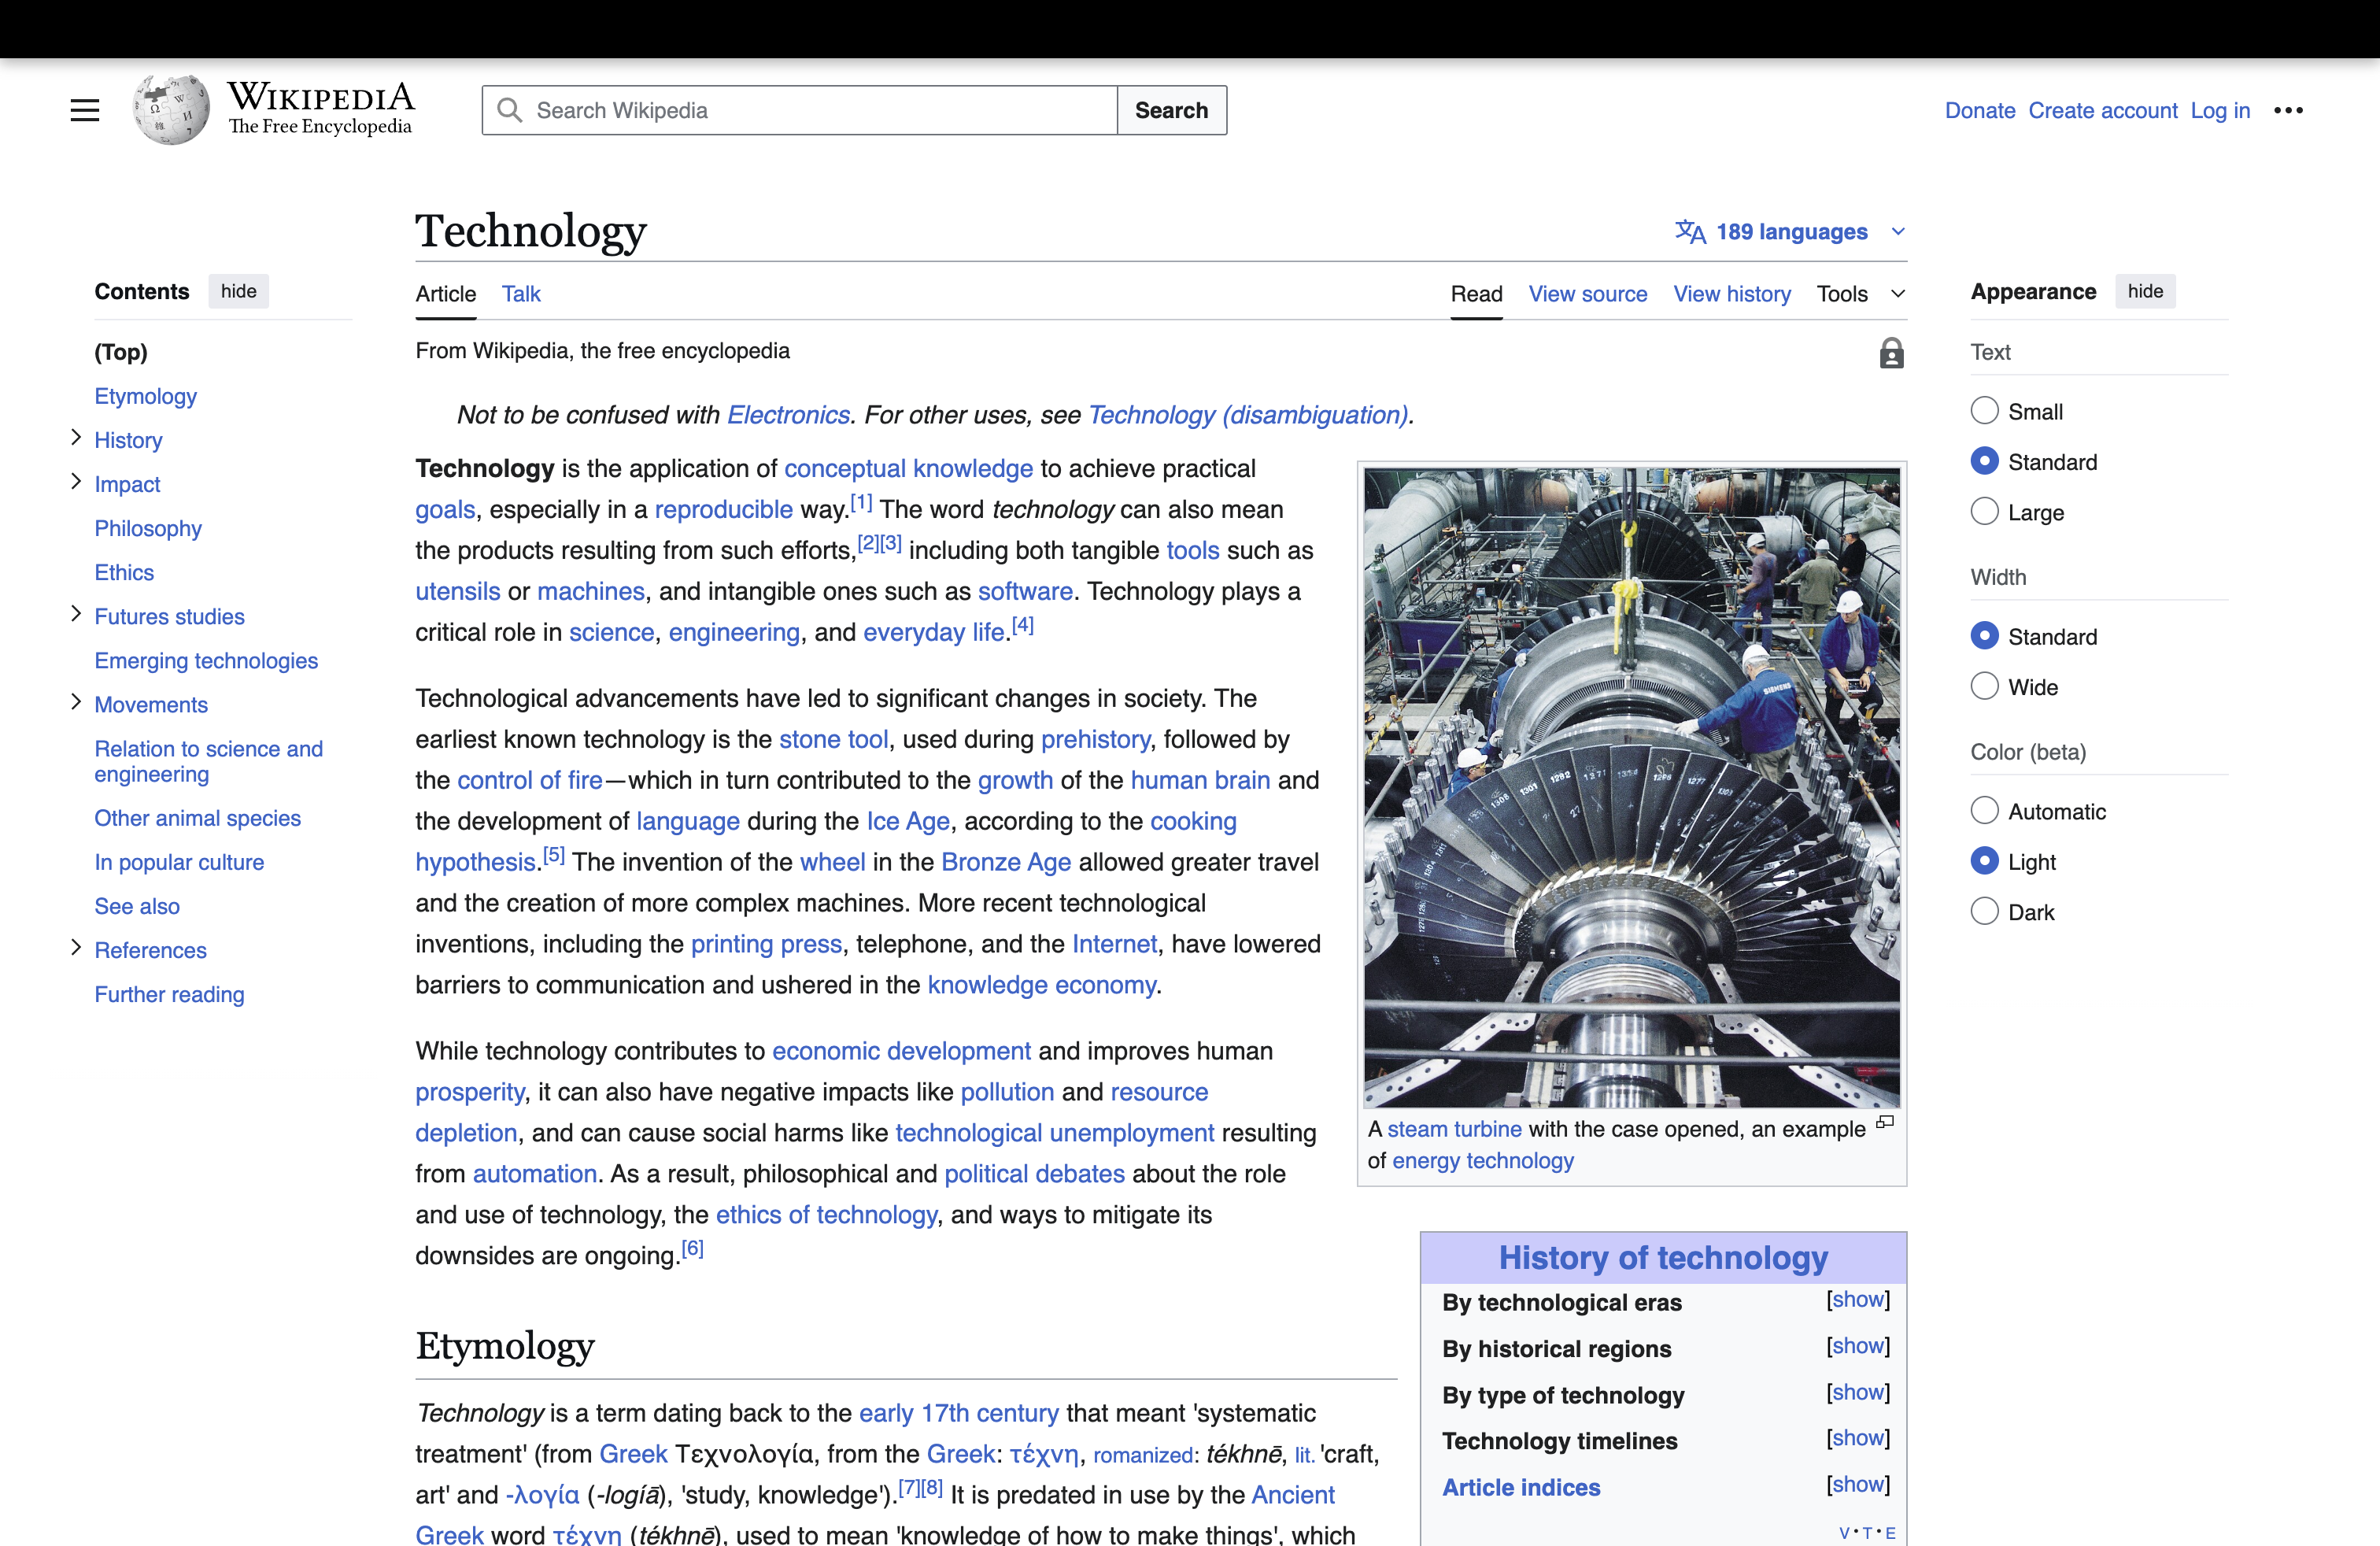 WIKIPEDIA
The Free Encyclopedia
Search Wikipedia
Search
Donate Create account Log in
Contents hide
(Top)
Etymology
History
Impact
Philosophy
Ethics
Futures studies
Emerging technologies
Movements
Relation to science and
engineering
Other animal species
In popular culture
See also
References
Further reading
Technology
189 languages
Article Talk
Read View source View history Tools
From Wikipedia, the free encyclopedia
Not to be confused with Electronics. For other uses, see Technology (disambiguation).
Technology is the application of conceptual knowledge to achieve practical
goals, especially in a reproducible way.[1] The word technology can also mean
the products resulting from such efforts,[2][3] including both tangible tools such as
utensils or machines, and intangible ones such as software. Technology plays a
critical role in science, engineering, and everyday life.[4]
Technological advancements have led to significant changes in society. The
earliest known technology is the stone tool, used during prehistory, followed by
the control of fire—which in turn contributed to the growth of the human brain and
the development of language during the Ice Age, according to the cooking
hypothesis.[5] The invention of the wheel in the Bronze Age allowed greater travel
and the creation of more complex machines. More recent technological
inventions, including the printing press, telephone, and the Internet, have lowered
barriers to communication and ushered in the knowledge economy.
While technology contributes to economic development and improves human
prosperity, it can also have negative impacts like pollution and resource
depletion, and can cause social harms like technological unemployment resulting
from automation. As a result, philosophical and political debates about the role
and use of technology, the ethics of technology, and ways to mitigate its
downsides are ongoing.[6]
SIEMENS
1308 1301 1292 1277
A steam turbine with the case opened, an example
of energy technology
Etymology
Technology is a term dating back to the early 17th century that meant 'systematic
treatment' (from Greek Τεχνολογία, from the Greek: τέχνη, romanized: tékhnē, lit. 'craft,
art' and -λογία (-logíā), 'study, knowledge').[7][8] It is predated in use by the Ancient
Greek word τέχνη (tékhnē), used to mean 'knowledge of how to make things', which
History of technology
By technological eras [show]
By historical regions [show]
By type of technology [show]
Technology timelines [show]
Article indices [show]
V·T·E
Appearance hide
Text
Small
Standard
Large
Width
Standard
Wide
Color (beta)
Automatic
Light
Dark